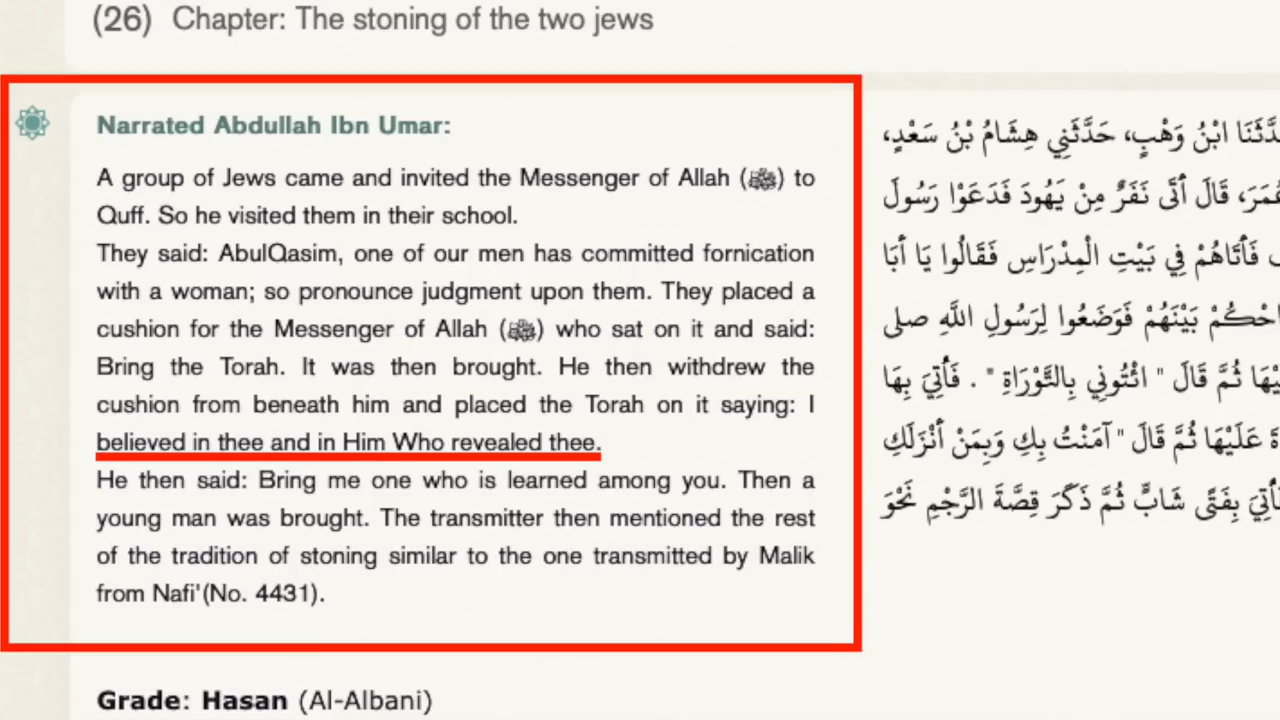 (26) Chapter: The stoning of the two jews
Narrated Abdullah Ibn Umar:
A group of Jews came and invited the Messenger of Allah (ﷺ) to
Quff. So he visited them in their school.
They said: AbulQasim, one of our men has committed fornication
with a woman; so pronounce judgment upon them. They placed a
cushion for the Messenger of Allah (ﷺ) who sat on it and said:
Bring the Torah. It was then brought. He then withdrew the
cushion from beneath him and placed the Torah on it saying: I
believed in thee and in Him Who revealed thee.
He then said: Bring me one who is learned among you. Then a
young man was brought. The transmitter then mentioned the rest
of the tradition of stoning similar to the one transmitted by Malik
from Nafi'(No. 4431).
Grade: Hasan (Al-Albani)
ابْنُ وَهْبٍ، حَدَّثَنِي هِشَامُ بْنُ سَعْدٍ،
قَالَ أَتَى نَفَرٌ مِنْ يَهُودَ فَدَعَوْا رَسُولَ
فَأَتَاهُمْ فِي بَيْتِ الْمِدْرَاسِ فَقَالُوا يَا أَبَا
بَيْنَهُمْ فَوَضَعُوا لِرَسُولِ اللَّهِ صلى
ثُمَّ قَالَ " ائْتُونِي بِالتَّوْرَاةِ " . فَأُتِيَ بِهَا
عَلَيْهَا ثُمَّ قَالَ " آمَنْتُ بِكِ وَبِمَنْ أَنْزَلَكِ
بِفَتًى شَابٍّ ثُمَّ ذَكَرَ قِصَّةَ الرَّجْمِ نَحْوَ